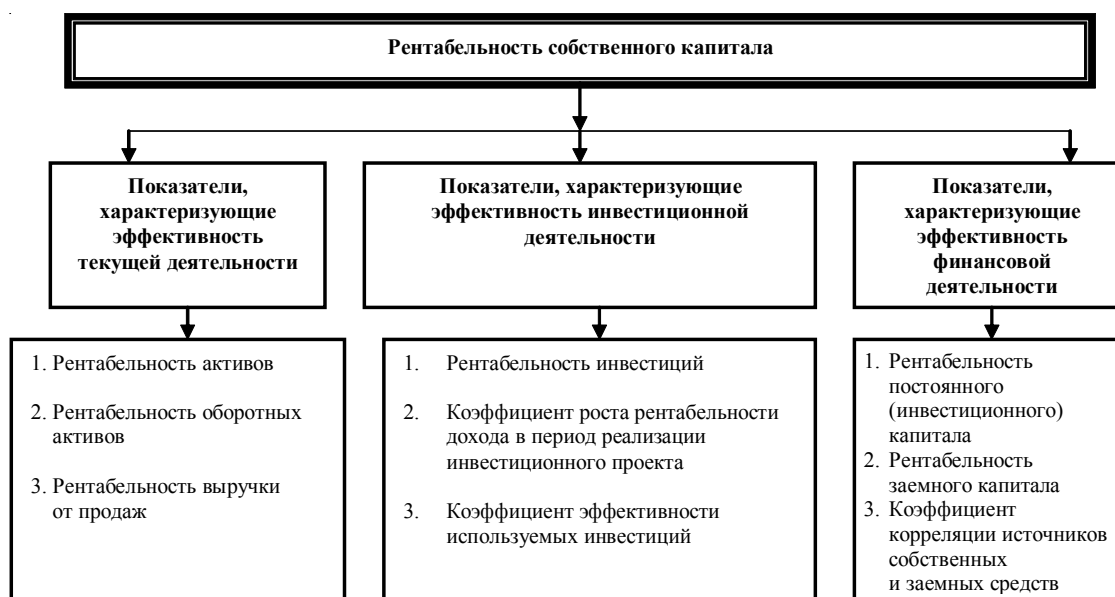 Рентабельность собственного капитала
Показатели,
характеризующие
эффективность
текущей деятельности
Показатели, характеризующие
эффективность инвестиционной
деятельности
Показатели,
характеризующие
эффективность
финансовой
деятельности
1. Рентабельность активов
2. Рентабельность оборотных
активов
3. Рентабельность выручки
от продаж
1. Рентабельность инвестиций
2. Коэффициент роста рентабельности
дохода в период реализации
инвестиционного проекта
3. Коэффициент эффективности
используемых инвестиций
1. Рентабельность
постоянного
(инвестиционного)
капитала
2. Рентабельность
заемного капитала
3. Коэффициент
корреляции источников
собственных
и заемных средств